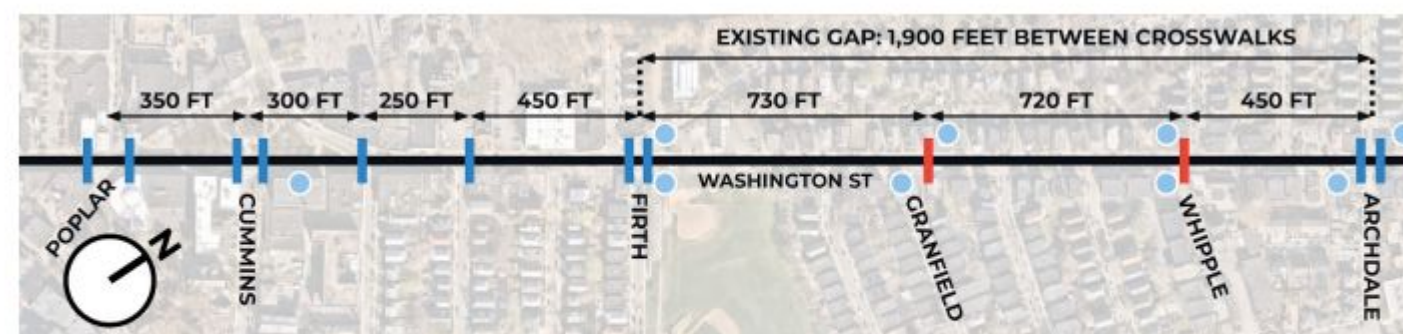 EXISTING GAP: 1,900 FEET BETWEEN CROSSWALKS
350 FT
300 FT
250 FT
450 FT
730 FT
720 FT
450 FT
WASHINGTON ST
POPLAR
CUMMINS
FIRTH
GRANFIELD
WHIPPLE
ARCHDALE
N